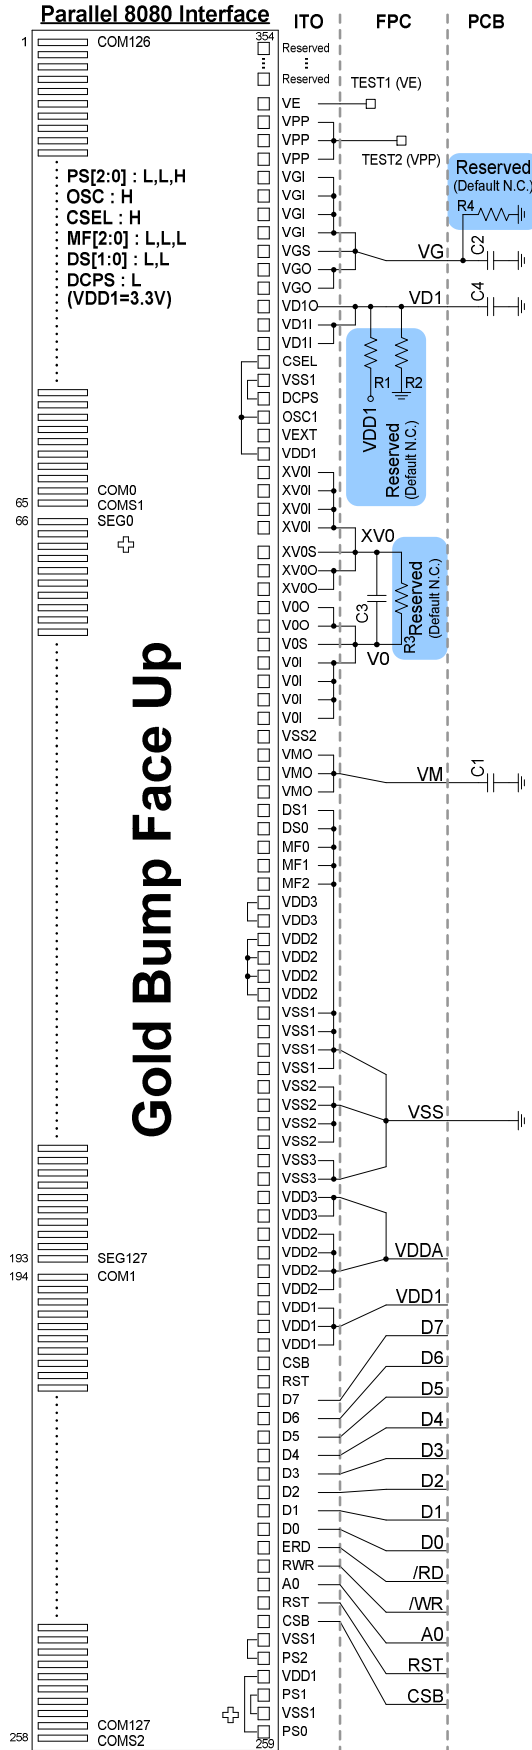 Parallel 8080 Interface
ITO
FPC
PCB
1
COM126
354
Reserved
Reserved
TEST1 (VE)
VE
VPP
VPP
VPP
TEST2 (VPP)
PS[2:0] : L,L,H
OSC : H
CSEL : H
MF[2:0] : L,L,L
DS[1:0] : L,L
DCPS : L
(VDD1=3.3V)
Reserved
(Default N.C.)
R4
VGI
VGI
VGI
VGI
VGS
VGO
VGO
VG
C2
VD1O
VD1I
VD1I
VD1
C4
R1
R2
VDD1
Reserved
(Default N.C.)
CSEL
VSS1
DCPS
OSC1
VEXT
VDD1
XV0I
XV0I
XV0I
XV0I
XV0S
XV0O
XV0O
XV0
C3
R3
Reserved
(Default N.C.)
V0O
V0O
V0S
V0I
V0I
V0I
V0I
V0
COM0
65
COMS1
66
SEG0
Gold Bump Face Up
VSS2
VMO
VMO
VMO
VM
C1
DS1
DS0
MF0
MF1
MF2
VDD3
VDD3
VDD2
VDD2
VDD2
VDD2
VSS1
VSS1
VSS1
VSS1
VSS2
VSS2
VSS2
VSS2
VSS
VSS3
VSS3
VDD3
VDD3
VDD2
VDD2
VDD2
VDD2
VDDA
193
SEG127
194
COM1
VDD1
VDD1
VDD1
VDD1
CSB
RST
D7
D6
D5
D4
D3
D2
D1
D0
ERD
RWR
A0
RST
CSB
D7
D6
D5
D4
D3
D2
D1
D0
/RD
/WR
A0
RST
CSB
VSS1
PS2
VDD1
PS1
VSS1
PS0
COM127
258
COMS2
259